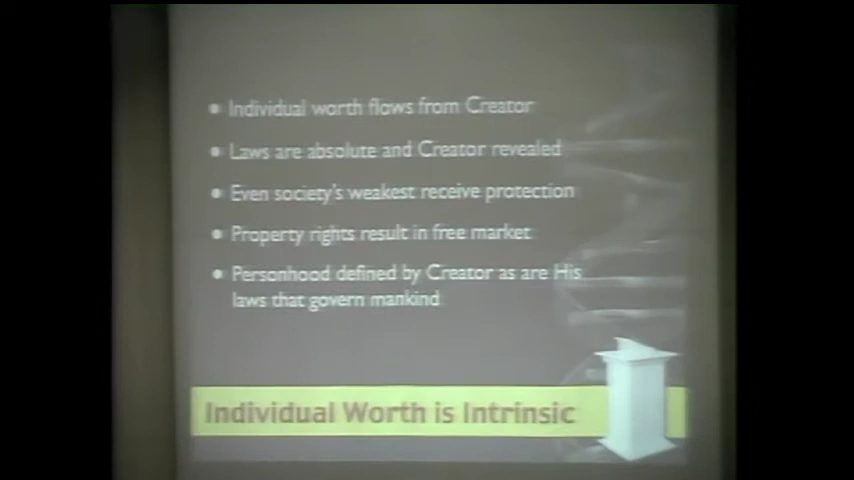 • Individual worth flows from Creator
• Laws are absolute and Creator revealed
• Even society's weakest receive protection
• Property rights result in free market
• Personhood defined by Creator as are His
laws that govern mankind
Individual Worth is Intrinsic